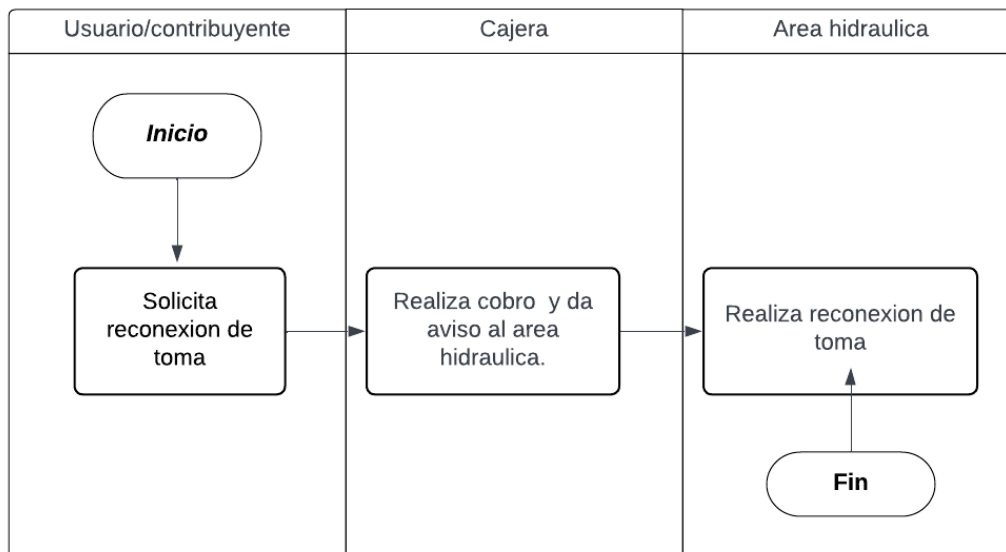 Usuario/contribuyente
Cajera
Area hidraulica
Inicio
Solicita
reconexion de
toma
Realiza cobro  y da
aviso al area
hidraulica.
Realiza reconexion de
toma
Fin